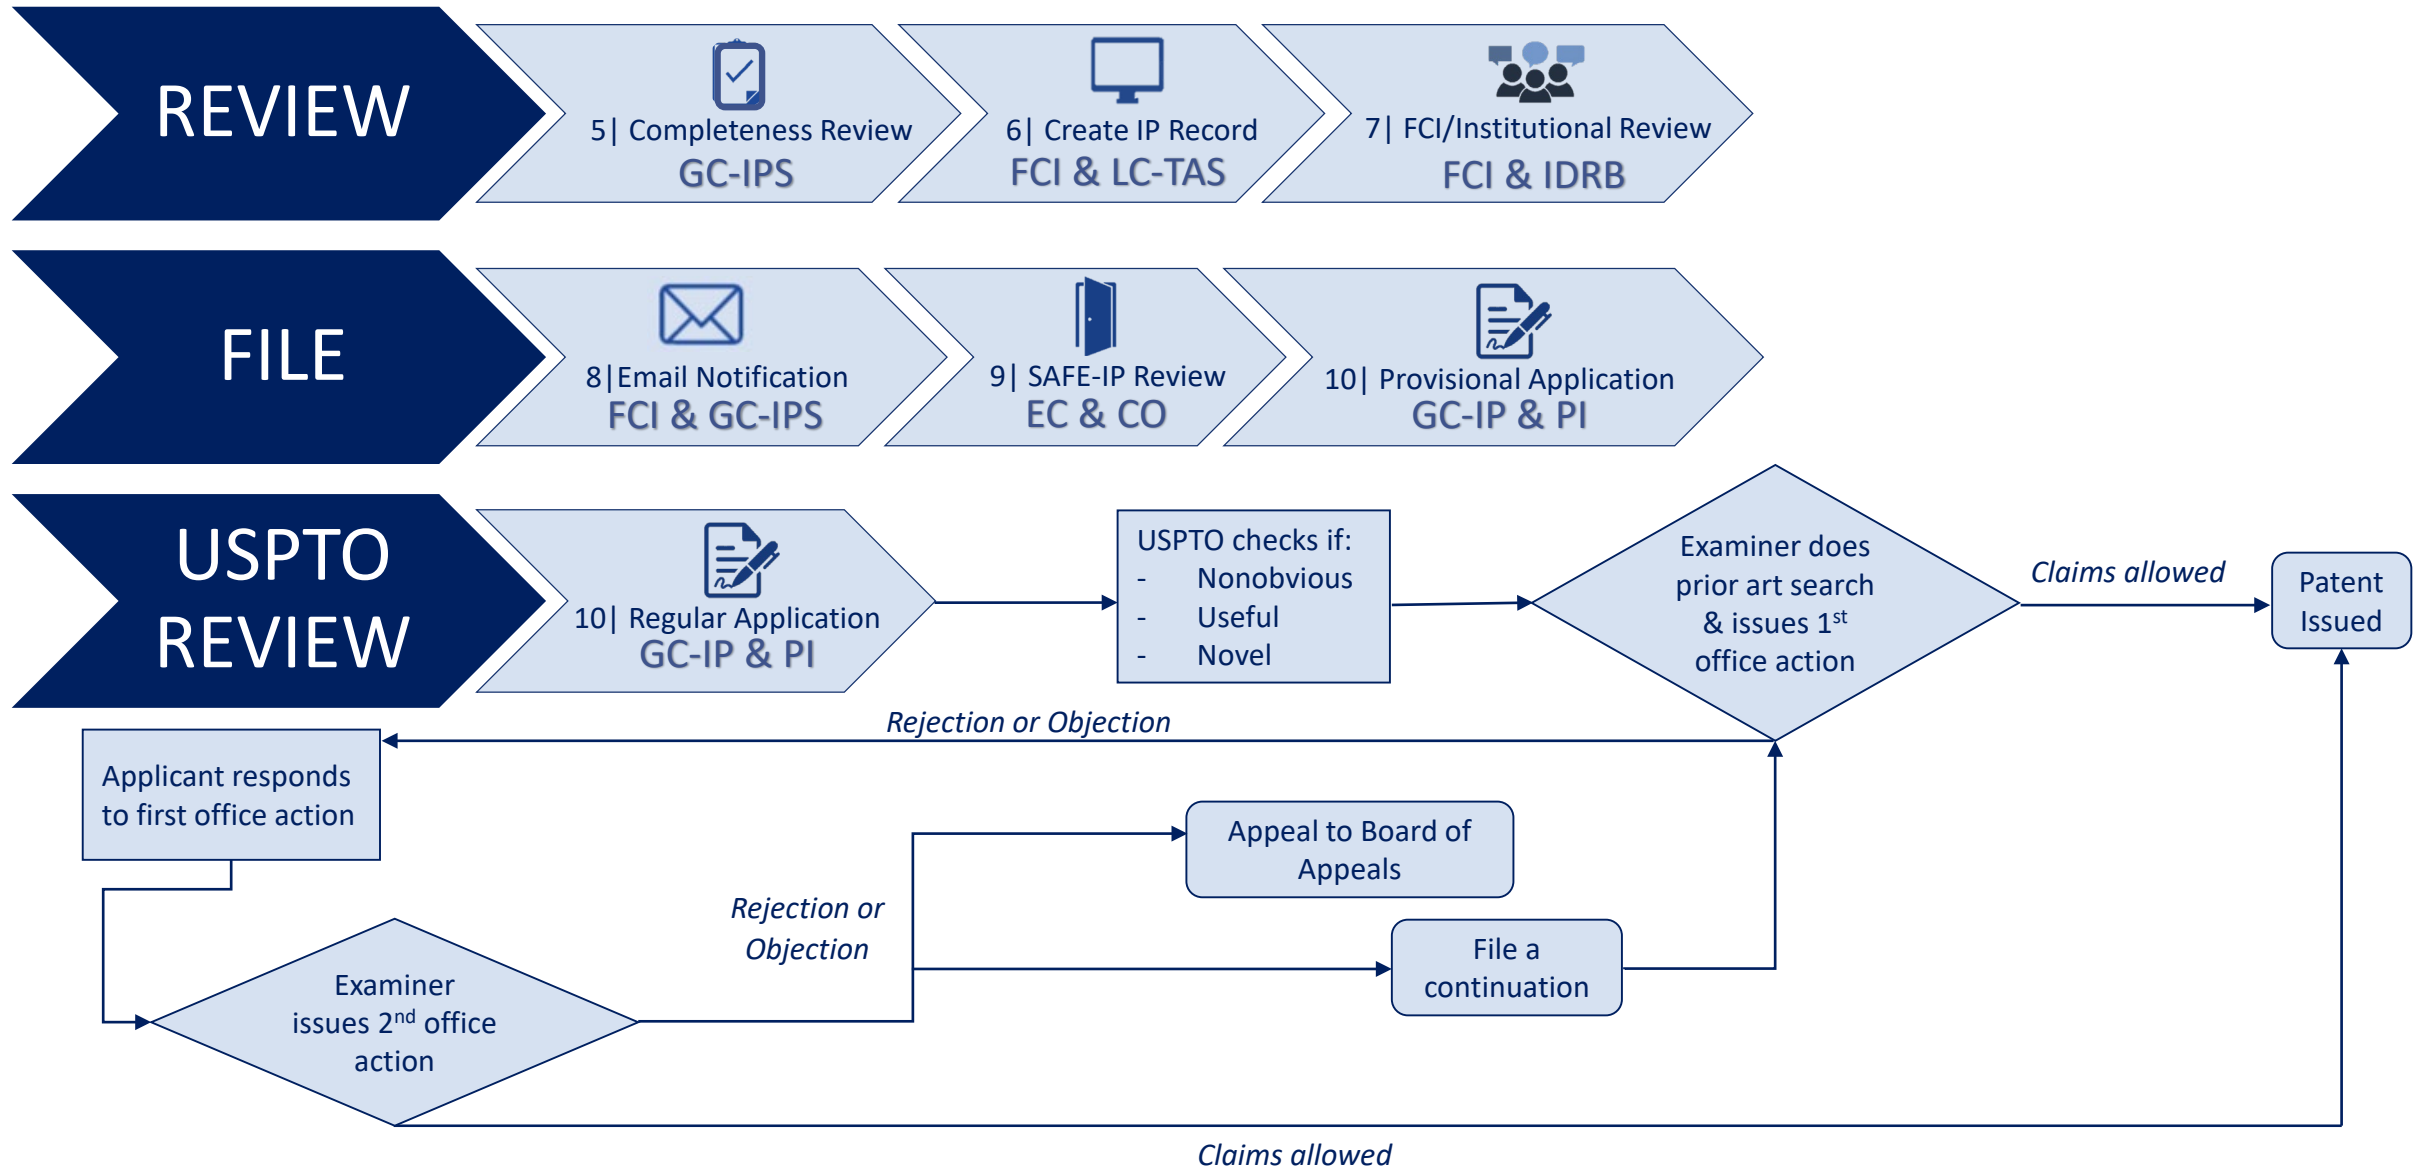 REVIEW
5| Completeness Review
GC-IPS
6| Create IP Record
FCI & LC-TAS
7| FCI/Institutional Review
FCI & IDRB
FILE
8|Email Notification
FCI & GC-IPS
9| SAFE-IP Review
EC & CO
10| Provisional Application
GC-IP & PI
USPTO
REVIEW
10| Regular Application
GC-IP & PI
USPTO checks if:
- Nonobvious
- Useful
- Novel
Examiner does
prior art search
& issues 1st
office action
Claims allowed
Patent
Issued
Rejection or Objection
Applicant responds
to first office action
Appeal to Board of
Appeals
Rejection or
Objection
File a
continuation
Examiner
issues 2nd office
action
Claims allowed